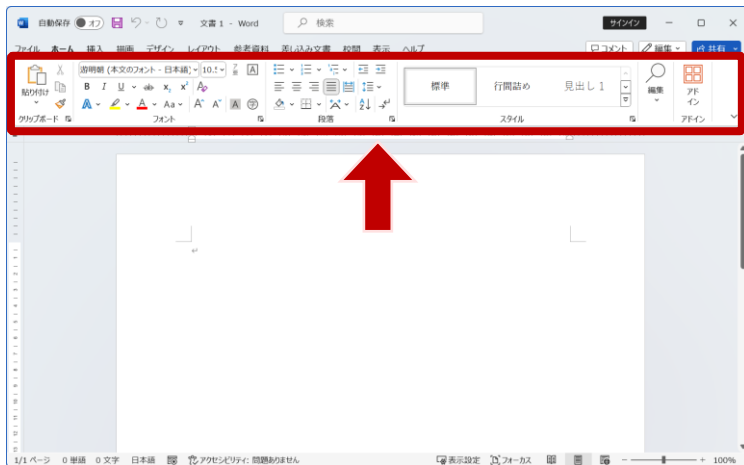 自動保存 オフ 文書 1 - Word 検索 サインイン
ファイル ホーム 挿入 描画 デザイン レイアウト 参考資料 差し込み文書 校閲 表示 ヘルプ コメント 編集 共有
貼り付け 游明朝 (本文のフォント - 日本語) 10.5 標準 行間詰め 見出し 1 編集 アドイン
B I U ab x₂ x²
A A Aa A A A 字
クリップボード フォント 段落 スタイル アドイン
1/1 ページ 0 単語 0 文字 日本語 アクセシビリティ: 問題ありません 表示設定 フォーカス 100%